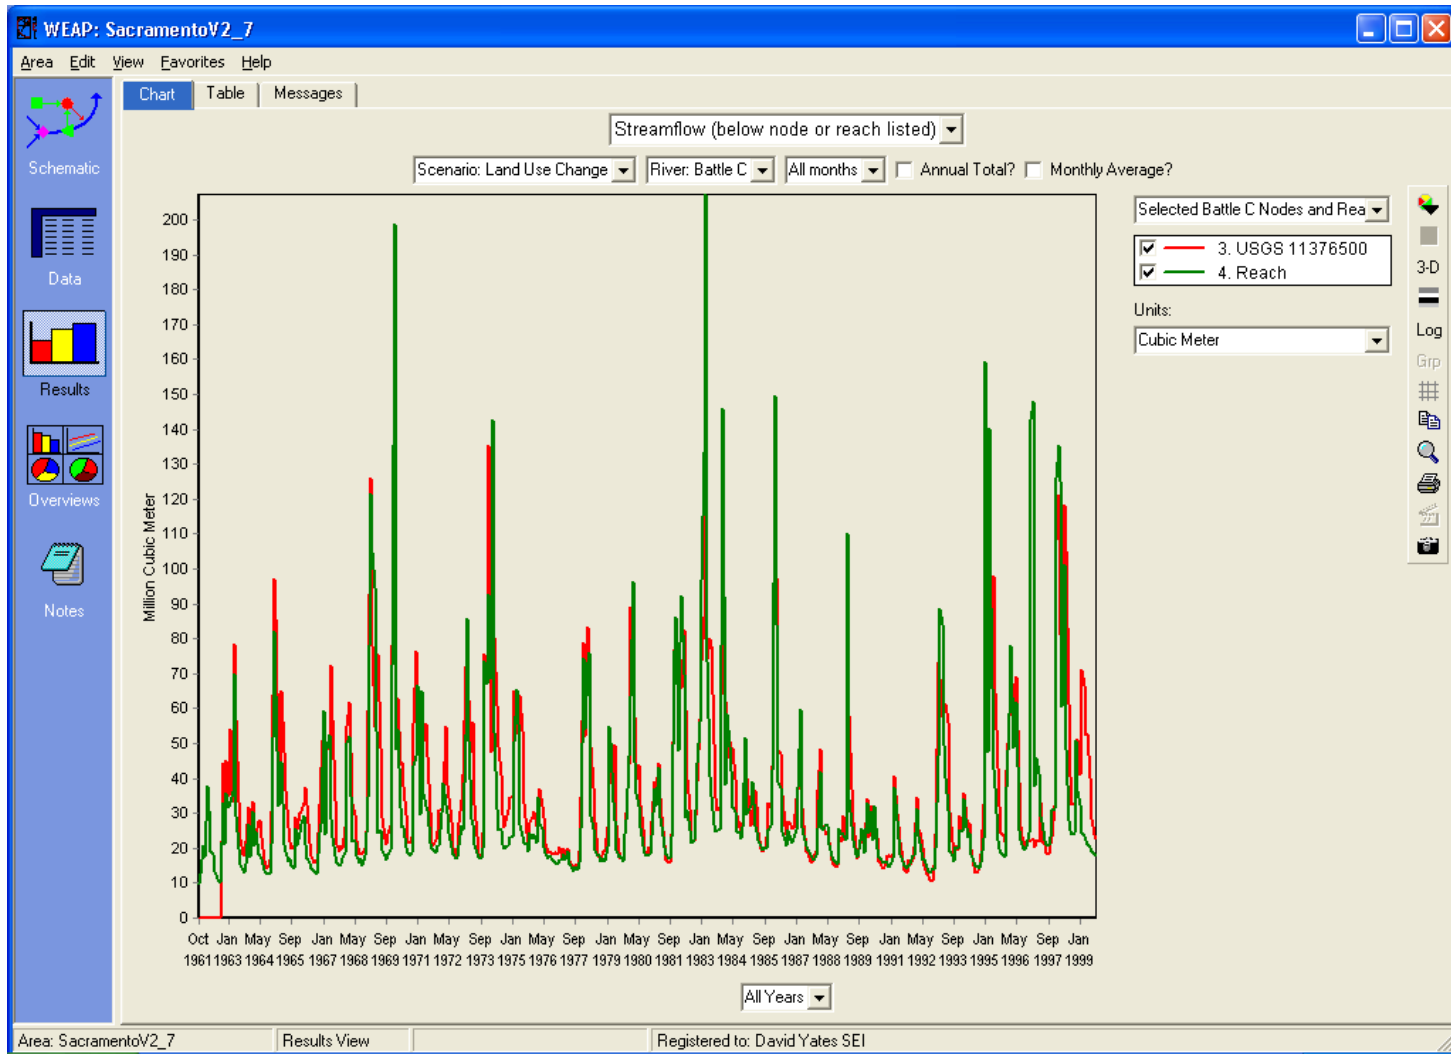 WEAP: SacramentoV2_7
Area Edit View Favorites Help
Chart Table Messages
Streamflow (below node or reach listed)
Scenario: Land Use Change River: Battle C All months Annual Total? Monthly Average?
Schematic
Data
Results
Overviews
Notes
Million Cubic Meter
200
190
180
170
160
150
140
130
120
110
100
90
80
70
60
50
40
30
20
10
0
Oct Jan May Sep Jan May Sep Jan May Sep Jan May Sep Jan May Sep Jan May Sep Jan May Sep Jan May Sep Jan May Sep Jan
1961 1963 1964 1965 1967 1968 1969 1971 1972 1973 1975 1976 1977 1979 1980 1981 1983 1984 1985 1987 1988 1989 1991 1992 1993 1995 1996 1997 1999
All Years
Selected Battle C Nodes and Rea
3. USGS 11376500
4. Reach
Units:
Cubic Meter
3-D
Log
Grp
Area: SacramentoV2_7 Results View Registered to: David Yates SEI